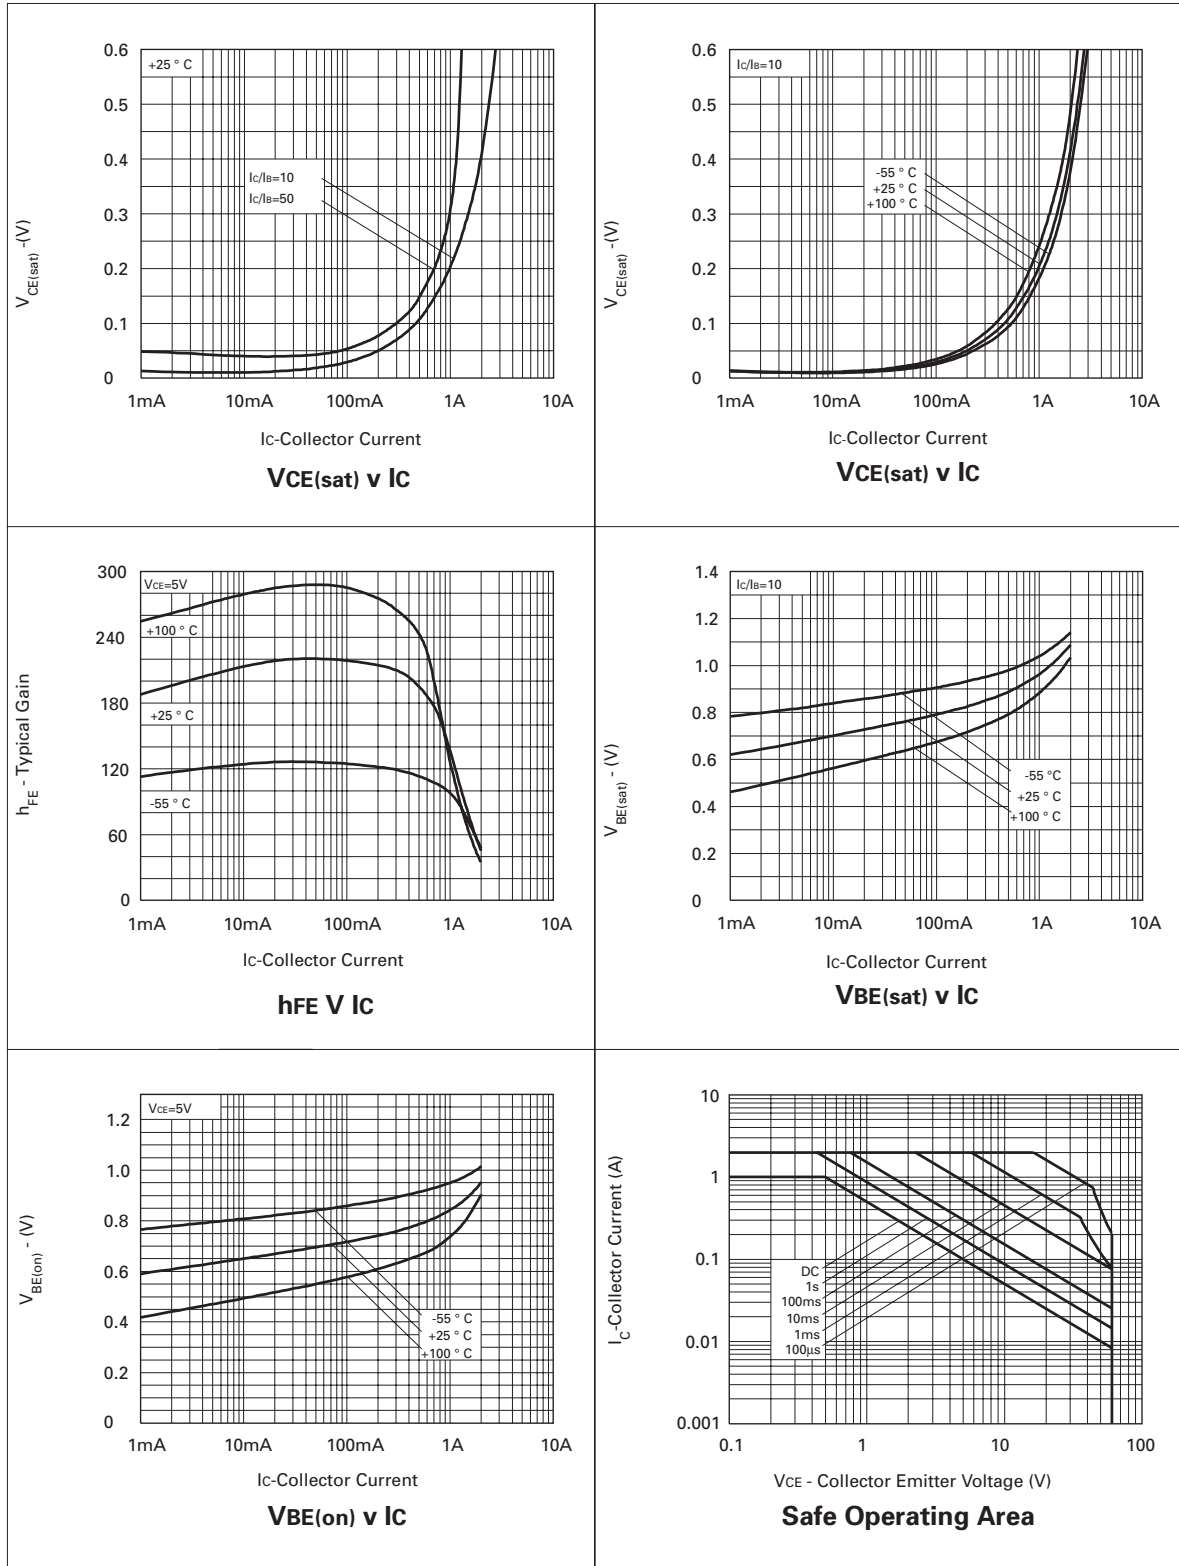 0.6
+25 ° C
0.5
0.4
IC/IB=10
IC/IB=50
0.3
0.2
0.1
0
VCE(sat) -(V)
1mA 10mA 100mA 1A 10A
IC-Collector Current
VCE(sat) v IC
0.6
IC/IB=10
0.5
0.4
-55 ° C
+25 ° C
+100 ° C
0.3
0.2
0.1
0
VCE(sat) -(V)
1mA 10mA 100mA 1A 10A
IC-Collector Current
VCE(sat) v IC
300
VCE=5V
+100 ° C
240
180
+25 ° C
120
-55 ° C
60
0
hFE - Typical Gain
1mA 10mA 100mA 1A 10A
IC-Collector Current
hFE V IC
1.4
IC/IB=10
1.2
1.0
0.8
0.6
-55 °C
+25 ° C
+100 ° C
0.4
0.2
0
VBE(sat) - (V)
1mA 10mA 100mA 1A 10A
IC-Collector Current
VBE(sat) v IC
VCE=5V
1.2
1.0
0.8
0.6
0.4
-55 ° C
+25 ° C
+100 ° C
0.2
0
VBE(on) - (V)
1mA 10mA 100mA 1A 10A
IC-Collector Current
VBE(on) v IC
10
1
0.1
DC
1s
100ms
10ms
1ms
100µs
0.01
0.001
IC-Collector Current (A)
0.1 1 10 100
VCE - Collector Emitter Voltage (V)
Safe Operating Area